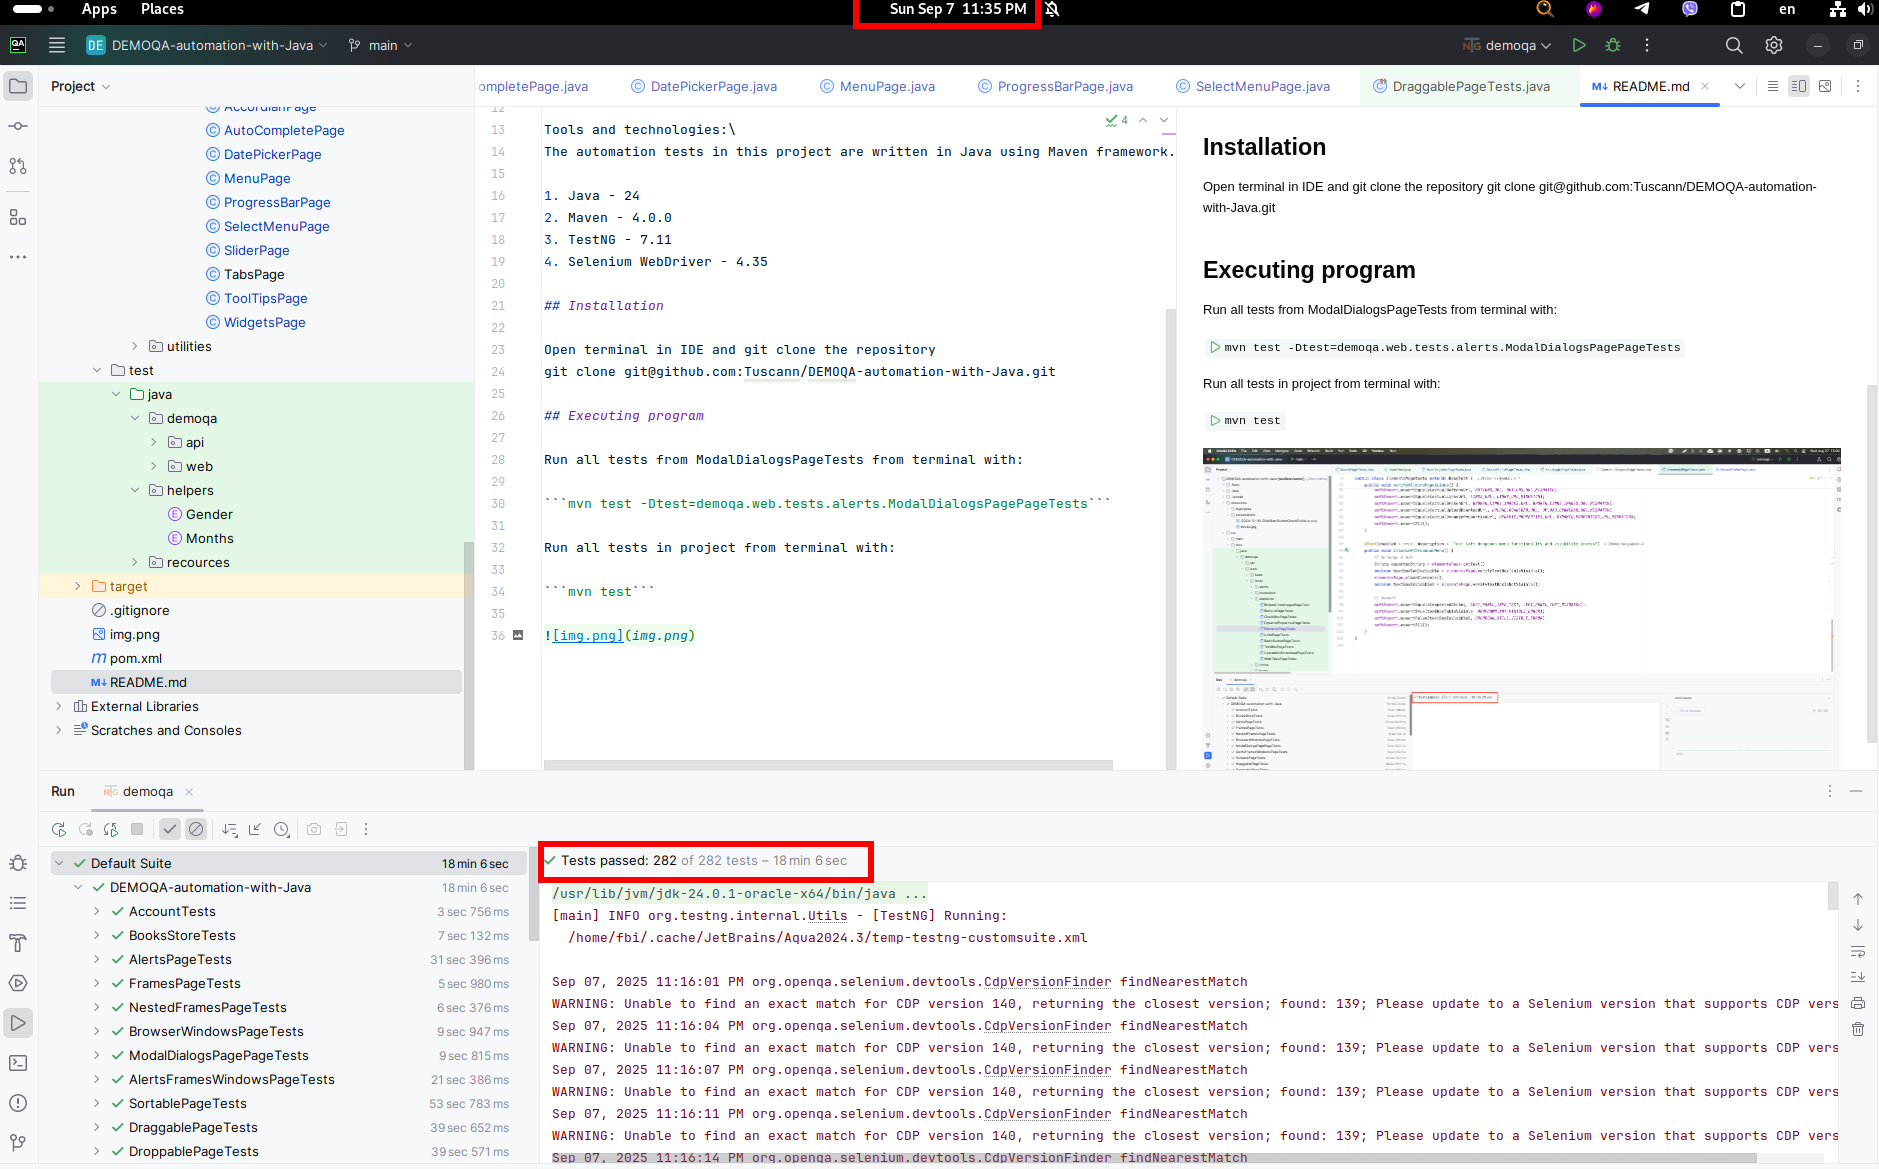 Apps Places Sun Sep 7 11:35 PM en
QA DE DEMOQA-automation-with-Java main demoqa
Project
ompletePage.java DatePickerPage.java MenuPage.java ProgressBarPage.java SelectMenuPage.java DraggablePageTests.java M↓ README.md
AccordianPage
AutoCompletePage
DatePickerPage
MenuPage
ProgressBarPage
SelectMenuPage
SliderPage
TabsPage
ToolTipsPage
WidgetsPage
utilities
test
java
demoqa
api
web
helpers
Gender
Months
recources
target
.gitignore
img.png
pom.xml
M↓ README.md
External Libraries
Scratches and Consoles
4
12
13 Tools and technologies:\
14 The automation tests in this project are written in Java using Maven framework.
15
16 1. Java - 24
17 2. Maven - 4.0.0
18 3. TestNG - 7.11
19 4. Selenium WebDriver - 4.35
20
21 ## Installation
22
23 Open terminal in IDE and git clone the repository
24 git clone git@github.com:Tuscann/DEMOQA-automation-with-Java.git
25
26 ## Executing program
27
28 Run all tests from ModalDialogsPageTests from terminal with:
29
30 ```mvn test -Dtest=demoqa.web.tests.alerts.ModalDialogsPagePageTests```
31
32 Run all tests in project from terminal with:
33
34 ```mvn test```
35
36 ![img.png](img.png)
Installation
Open terminal in IDE and git clone the repository git clone git@github.com:Tuscann/DEMOQA-automation-
with-Java.git
Executing program
Run all tests from ModalDialogsPageTests from terminal with:
mvn test -Dtest=demoqa.web.tests.alerts.ModalDialogsPagePageTests
Run all tests in project from terminal with:
mvn test
Run demoqa
Default Suite 18 min 6 sec
DEMOQA-automation-with-Java 18 min 6 sec
AccountTests 3 sec 756 ms
BooksStoreTests 7 sec 132 ms
AlertsPageTests 31 sec 396 ms
FramesPageTests 5 sec 980 ms
NestedFramesPageTests 6 sec 376 ms
BrowserWindowsPageTests 9 sec 947 ms
ModalDialogsPagePageTests 9 sec 815 ms
AlertsFramesWindowsPageTests 21 sec 386 ms
SortablePageTests 53 sec 783 ms
DraggablePageTests 39 sec 652 ms
DroppablePageTests 39 sec 571 ms
Tests passed: 282 of 282 tests – 18 min 6 sec
/usr/lib/jvm/jdk-24.0.1-oracle-x64/bin/java ...
[main] INFO org.testng.internal.Utils - [TestNG] Running:
/home/fbi/.cache/JetBrains/Aqua2024.3/temp-testng-customsuite.xml
Sep 07, 2025 11:16:01 PM org.openqa.selenium.devtools.CdpVersionFinder findNearestMatch
WARNING: Unable to find an exact match for CDP version 140, returning the closest version; found: 139; Please update to a Selenium version that supports CDP vers
Sep 07, 2025 11:16:04 PM org.openqa.selenium.devtools.CdpVersionFinder findNearestMatch
WARNING: Unable to find an exact match for CDP version 140, returning the closest version; found: 139; Please update to a Selenium version that supports CDP vers
Sep 07, 2025 11:16:07 PM org.openqa.selenium.devtools.CdpVersionFinder findNearestMatch
WARNING: Unable to find an exact match for CDP version 140, returning the closest version; found: 139; Please update to a Selenium version that supports CDP vers
Sep 07, 2025 11:16:11 PM org.openqa.selenium.devtools.CdpVersionFinder findNearestMatch
WARNING: Unable to find an exact match for CDP version 140, returning the closest version; found: 139; Please update to a Selenium version that supports CDP vers
Sep 07, 2025 11:16:14 PM org.openqa.selenium.devtools.CdpVersionFinder findNearestMatch